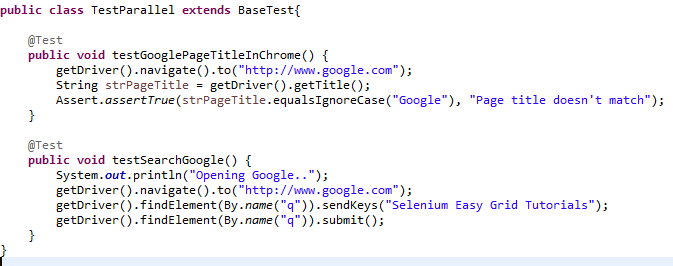 public class TestParallel extends BaseTest{
@Test
public void testGooglePageTitleInChrome() {
getDriver().navigate().to("http://www.google.com");
String strPageTitle = getDriver().getTitle();
Assert.assertTrue(strPageTitle.equalsIgnoreCase("Google"), "Page title doesn't match");
}
@Test
public void testSearchGoogle() {
System.out.println("Opening Google..");
getDriver().navigate().to("http://www.google.com");
getDriver().findElement(By.name("q")).sendKeys("Selenium Easy Grid Tutorials");
getDriver().findElement(By.name("q")).submit();
}
}